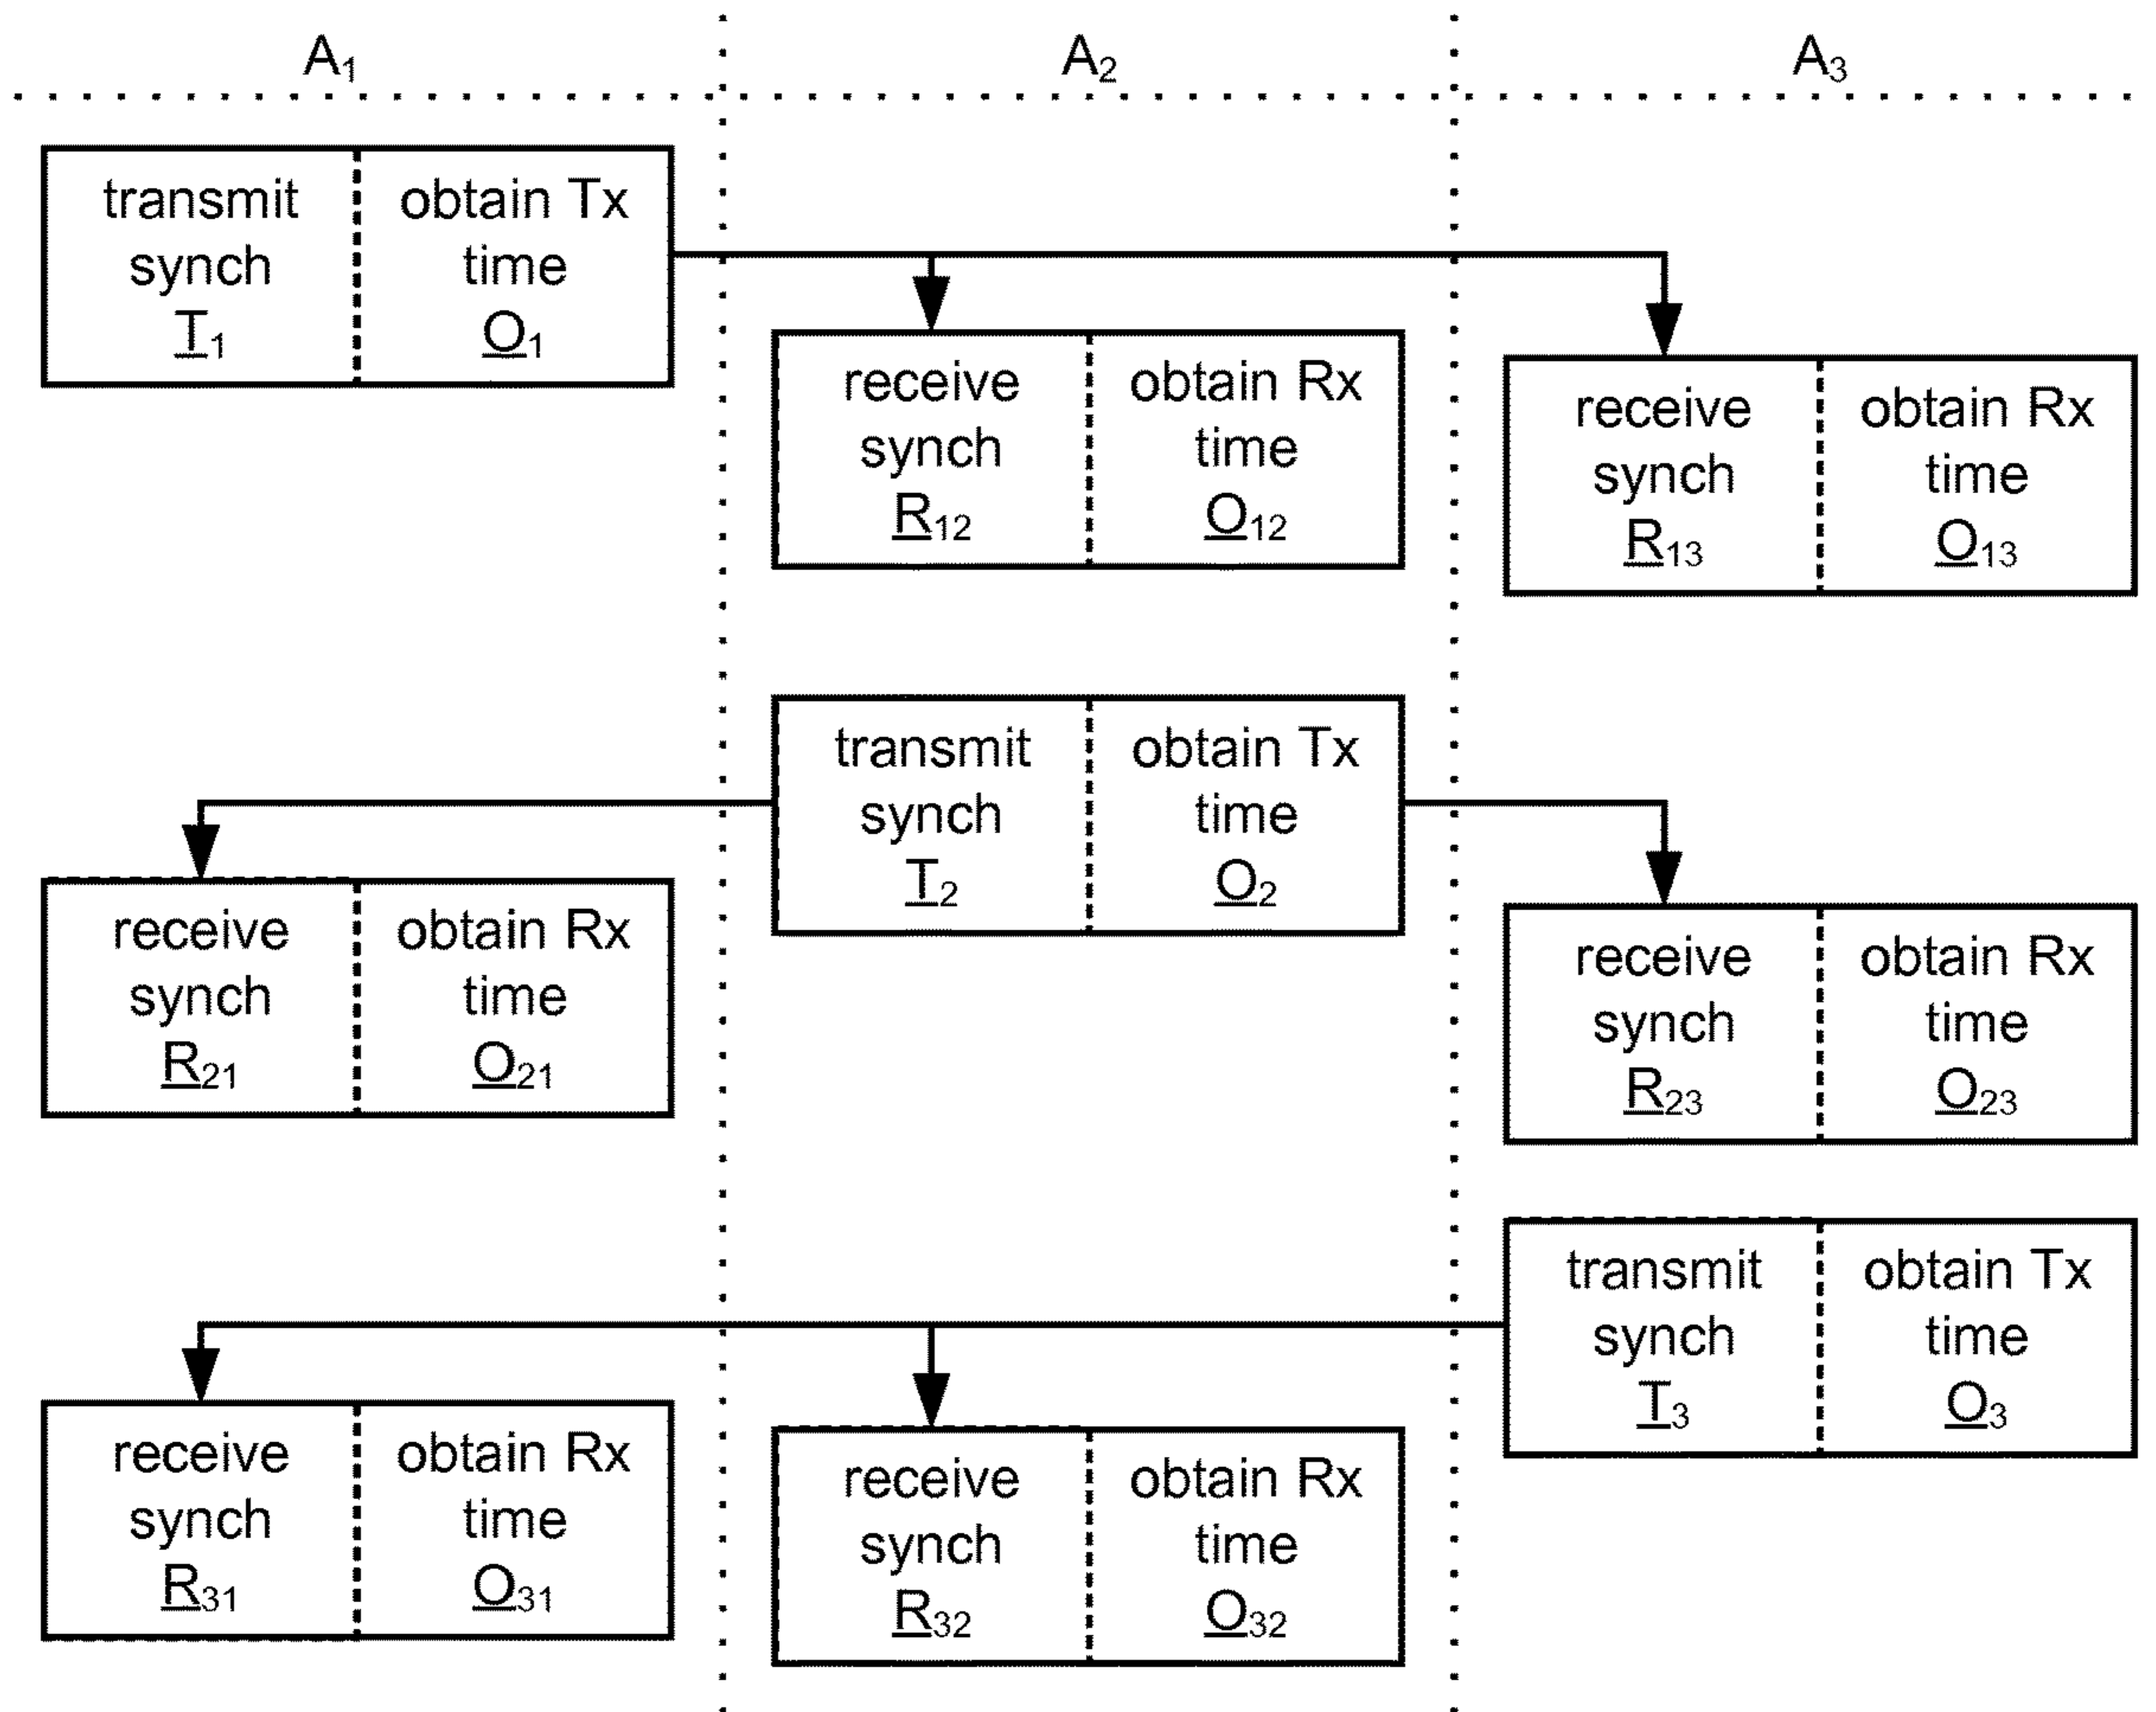 A₁
A₂
A₃
transmit
synch
T₁
obtain Tx
time
O₁
receive
synch
R₁₂
obtain Rx
time
O₁₂
receive
synch
R₁₃
obtain Rx
time
O₁₃
transmit
synch
T₂
obtain Tx
time
O₂
receive
synch
R₂₁
obtain Rx
time
O₂₁
receive
synch
R₂₃
obtain Rx
time
O₂₃
transmit
synch
T₃
obtain Tx
time
O₃
receive
synch
R₃₁
obtain Rx
time
O₃₁
receive
synch
R₃₂
obtain Rx
time
O₃₂